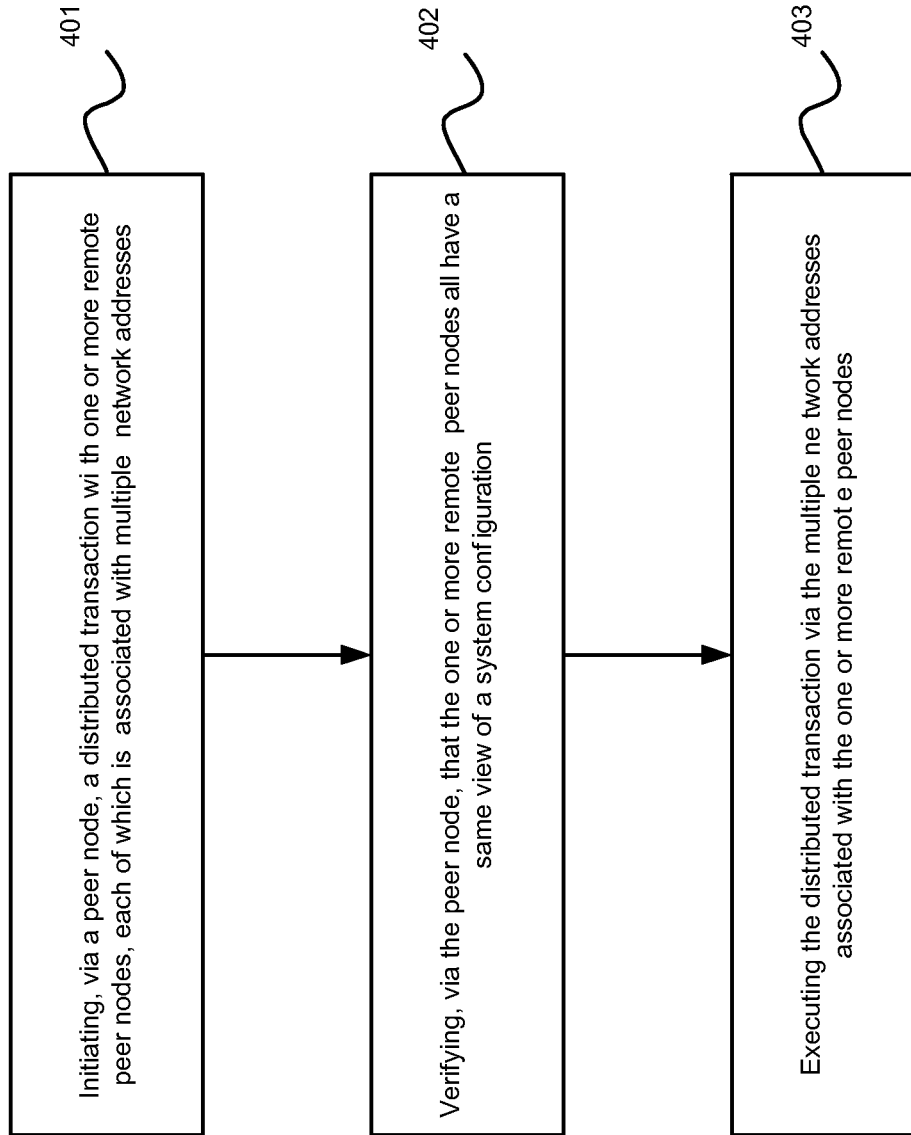 401
Initiating, via a peer node, a distributed transaction wi th one or more remote
peer nodes, each of which is associated with multiple network addresses
402
Verifying, via the peer node, that the one or more remote peer nodes all have a
same view of a system configuration
403
Executing the distributed transaction via the multiple ne twork addresses
associated with the one or more remot e peer nodes